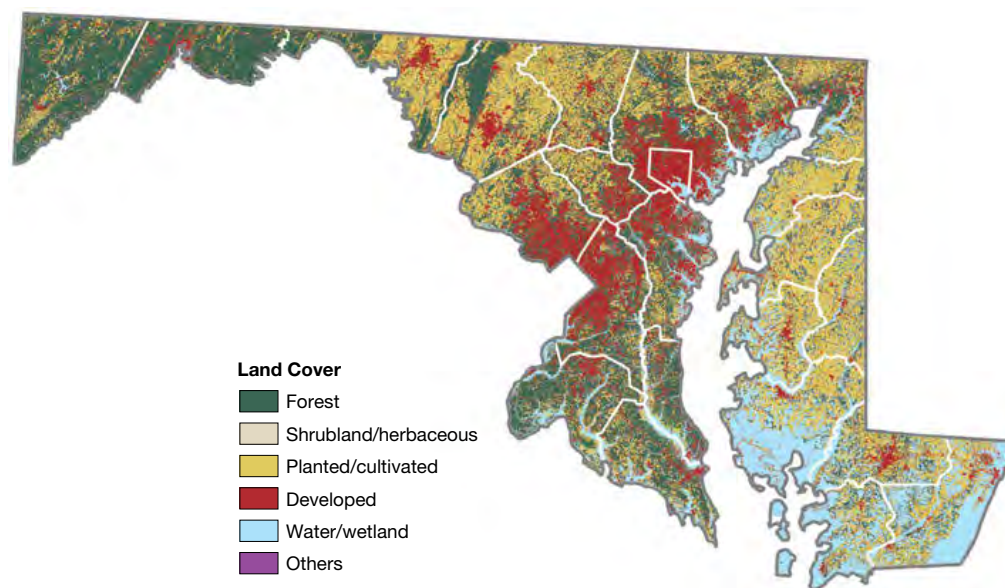 Land Cover
Forest
Shrubland/herbaceous
Planted/cultivated
Developed
Water/wetland
Others